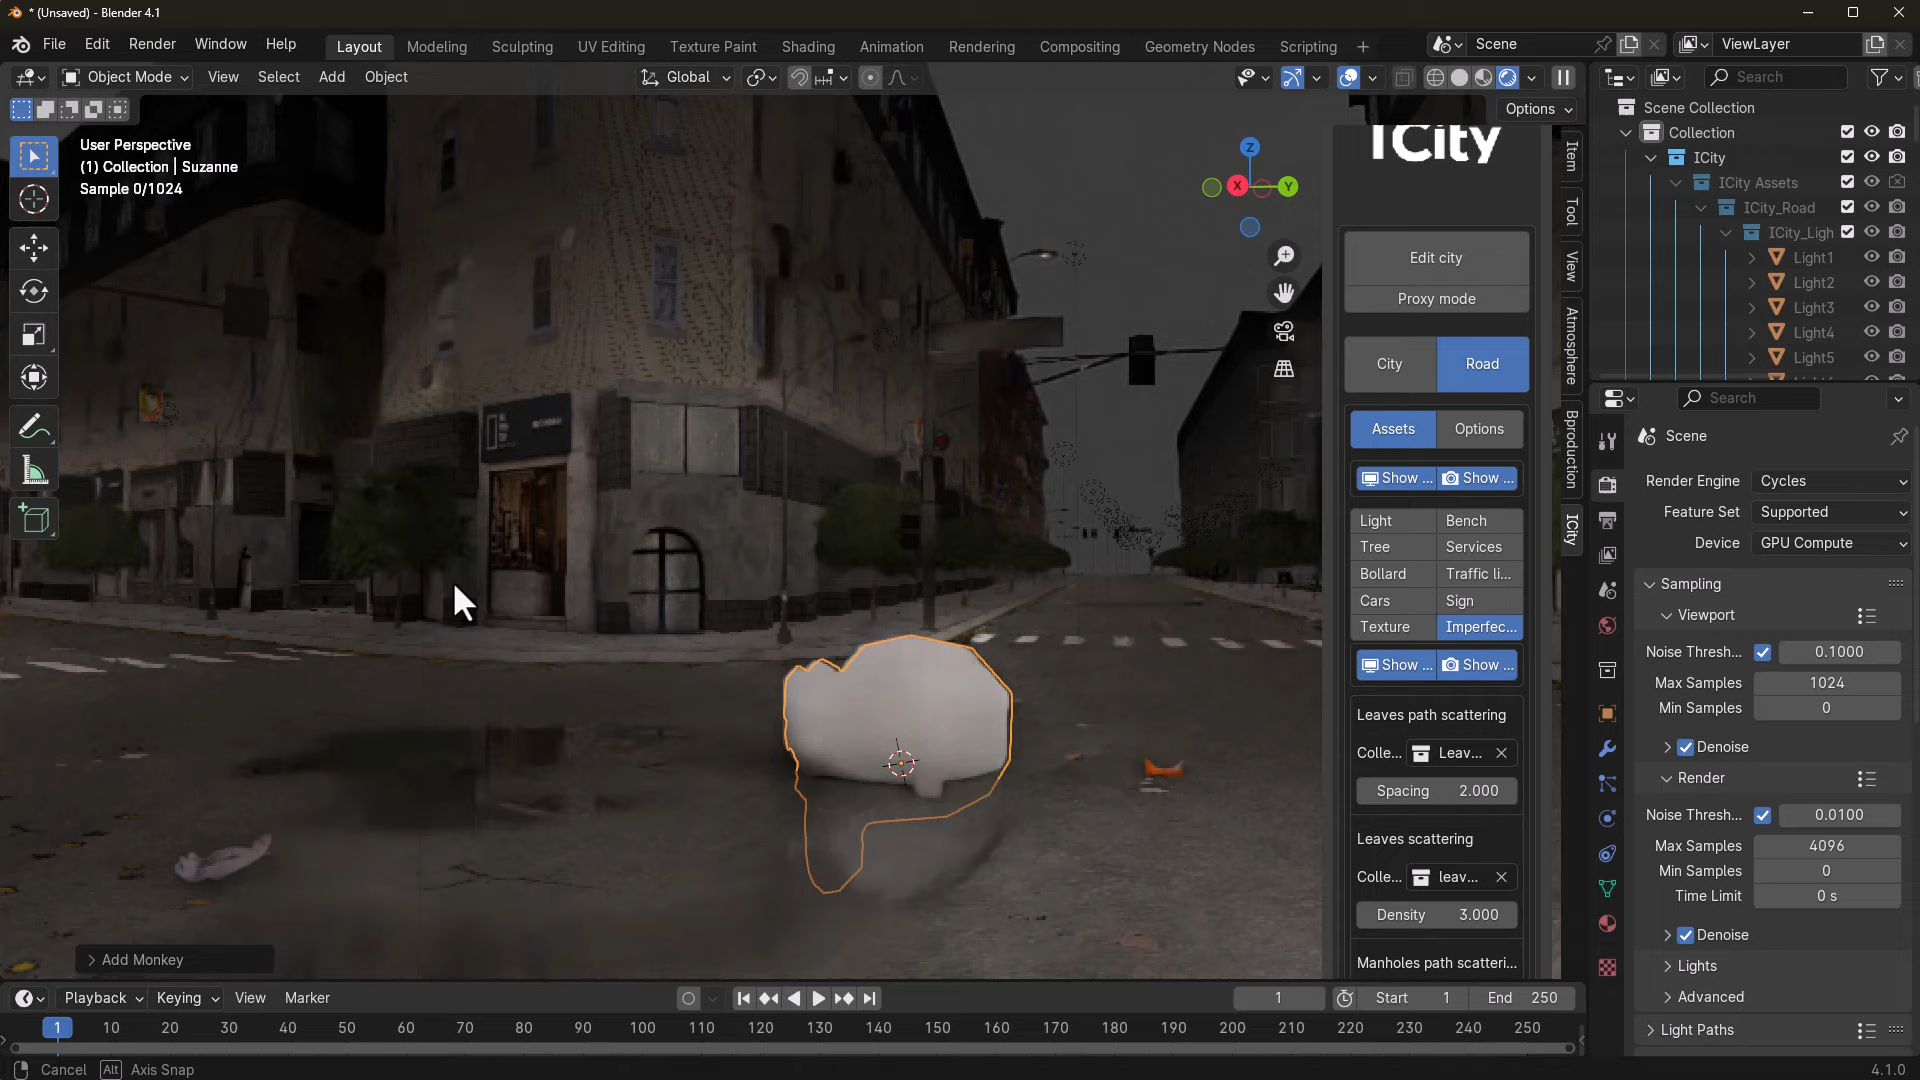 * (Unsaved) - Blender 4.1
File Edit Render Window Help
Layout Modeling Sculpting UV Editing Texture Paint Shading Animation Rendering Compositing Geometry Nodes Scripting +
Scene
ViewLayer
Object Mode View Select Add Object
Global
Search
Options
User Perspective
(1) Collection | Suzanne
Sample 0/1024
Z
X
Y
ICity
Edit city
Proxy mode
City Road
Assets Options
Show ... Show ...
Light Bench
Tree Services
Bollard Traffic li...
Cars Sign
Texture Imperfec...
Show ... Show ...
Leaves path scattering
Colle... Leav...
Spacing 2.000
Leaves scattering
Colle... leav...
Density 3.000
Manholes path scatteri...
Item
Tool
View
Atmosphere
Bproduction
ICity
Scene Collection
Collection
ICity
ICity Assets
ICity_Road
ICity_Ligh
Light1
Light2
Light3
Light4
Light5
Search
Scene
Render Engine Cycles
Feature Set Supported
Device GPU Compute
Sampling
Viewport
Noise Thresh... 0.1000
Max Samples 1024
Min Samples 0
Denoise
Render
Noise Thresh... 0.0100
Max Samples 4096
Min Samples 0
Time Limit 0 s
Denoise
Lights
Advanced
Light Paths
Add Monkey
Playback Keying View Marker
1
Start 1
End 250
1 10 20 30 40 50 60 70 80 90 100 110 120 130 140 150 160 170 180 190 200 210 220 230 240 250
Cancel Alt Axis Snap
4.1.0